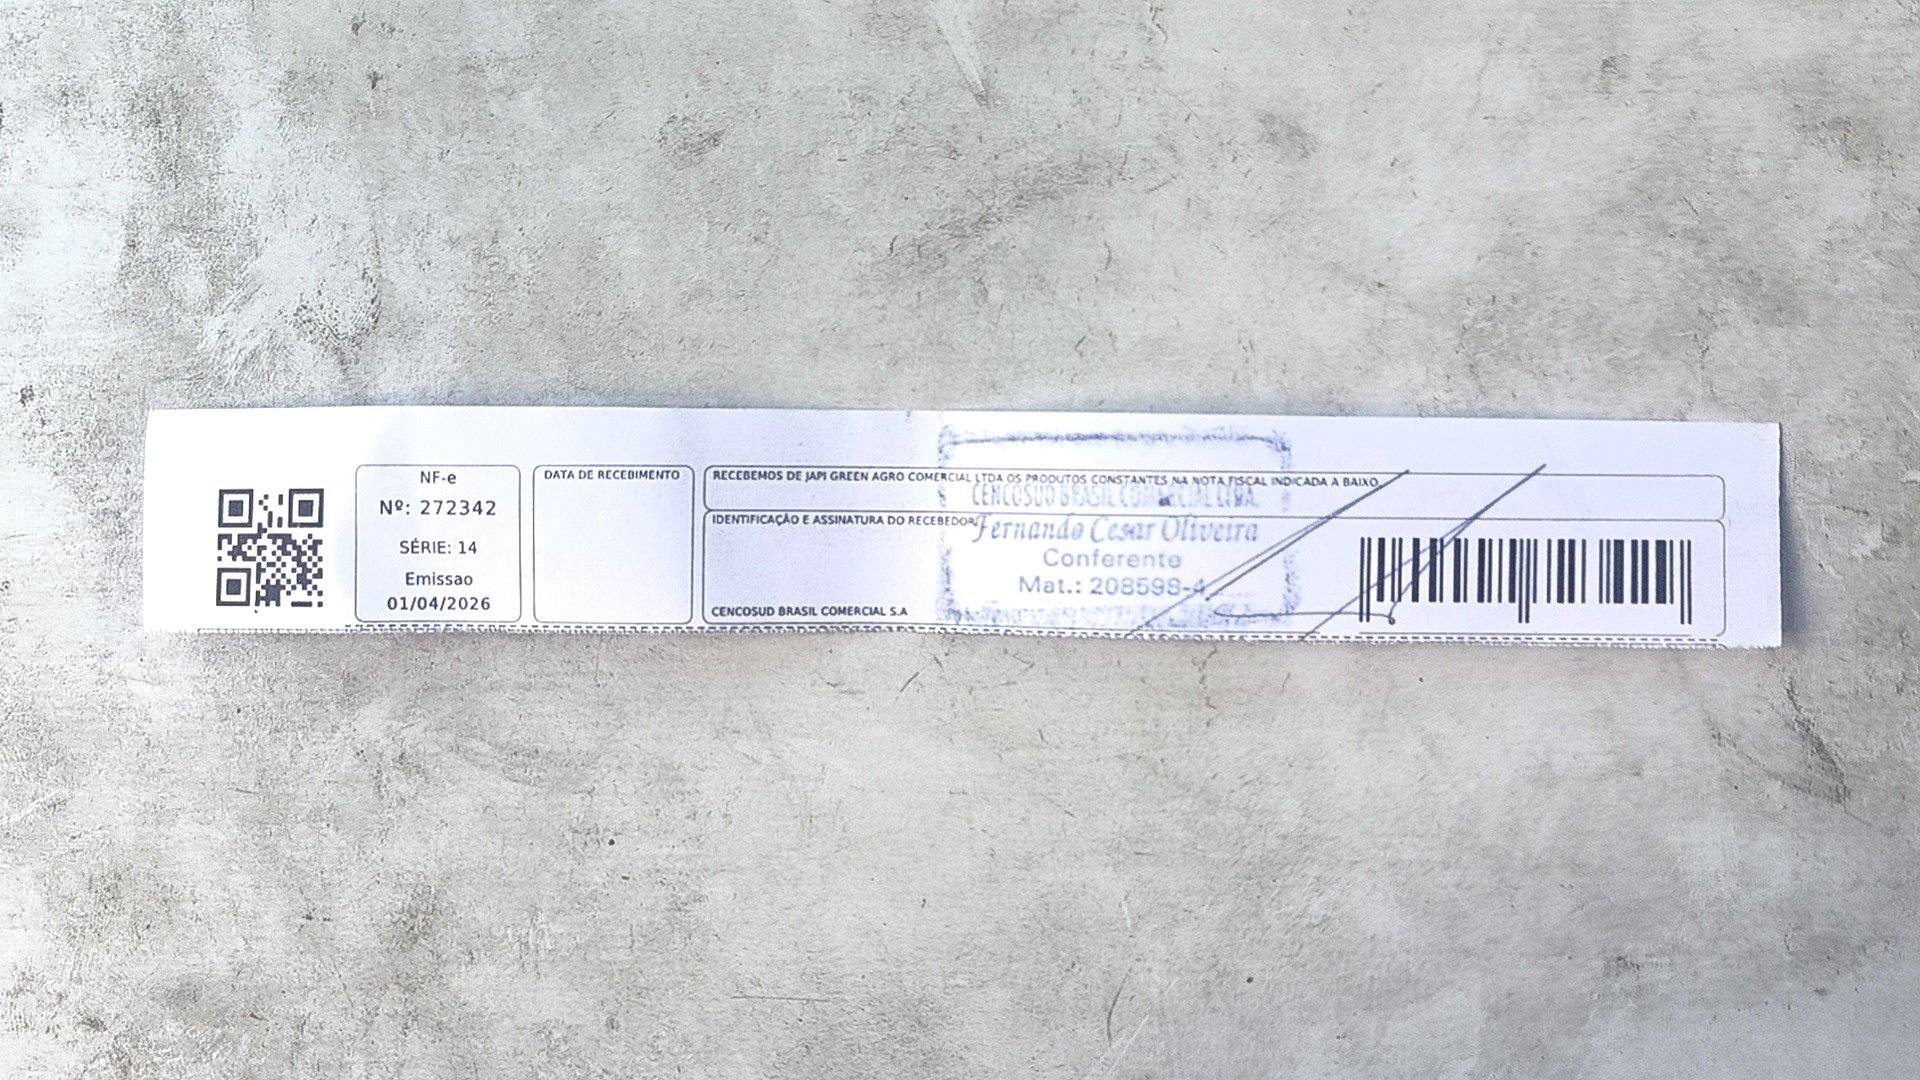 NF-e
Nº: 272342
SÉRIE: 14
Emissao
01/04/2026
DATA DE RECEBIMENTO
RECEBEMOS DE JAPI GREEN AGRO COMERCIAL LTDA OS PRODUTOS CONSTANTES NA NOTA FISCAL INDICADA A BAIXO
IDENTIFICAÇÃO E ASSINATURA DO RECEBEDOR
CENCOSUD BRASIL COMERCIAL S.A
CENCOSUD BRASIL COMERCIAL LTDA.
Fernando Cesar Oliveira
Conferente
Mat.: 208598-4